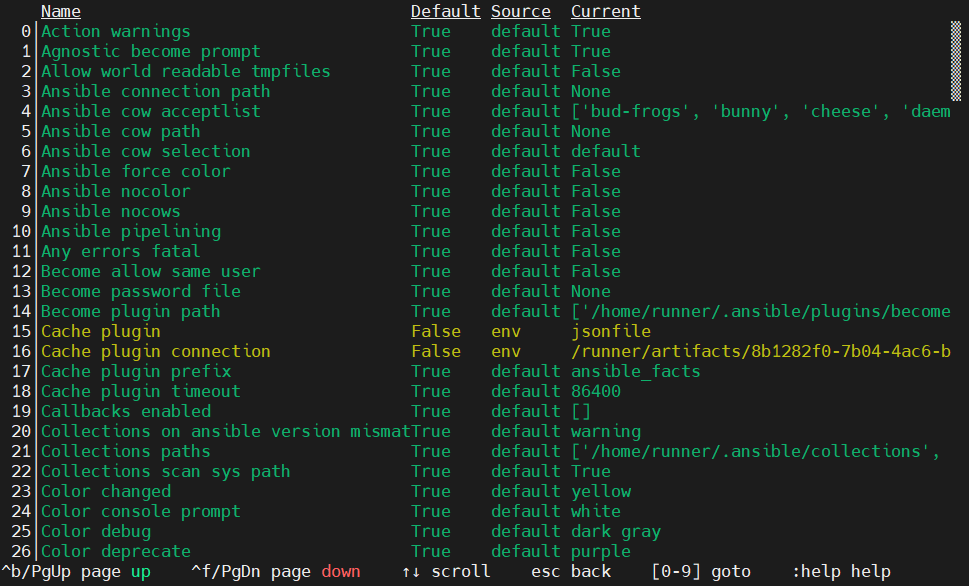 Name Default Source Current
0 Action warnings True default True
1 Agnostic become prompt True default True
2 Allow world readable tmpfiles True default False
3 Ansible connection path True default None
4 Ansible cow acceptlist True default ['bud-frogs', 'bunny', 'cheese', 'daem
5 Ansible cow path True default None
6 Ansible cow selection True default default
7 Ansible force color True default False
8 Ansible nocolor True default False
9 Ansible nocows True default False
10 Ansible pipelining True default False
11 Any errors fatal True default False
12 Become allow same user True default False
13 Become password file True default None
14 Become plugin path True default ['/home/runner/.ansible/plugins/become
15 Cache plugin False env jsonfile
16 Cache plugin connection False env /runner/artifacts/8b1282f0-7b04-4ac6-b
17 Cache plugin prefix True default ansible_facts
18 Cache plugin timeout True default 86400
19 Callbacks enabled True default []
20 Collections on ansible version mismatTrue default warning
21 Collections paths True default ['/home/runner/.ansible/collections',
22 Collections scan sys path True default True
23 Color changed True default yellow
24 Color console prompt True default white
25 Color debug True default dark gray
26 Color deprecate True default purple
^b/PgUp page up ^f/PgDn page down ↑↓ scroll esc back [0-9] goto :help help